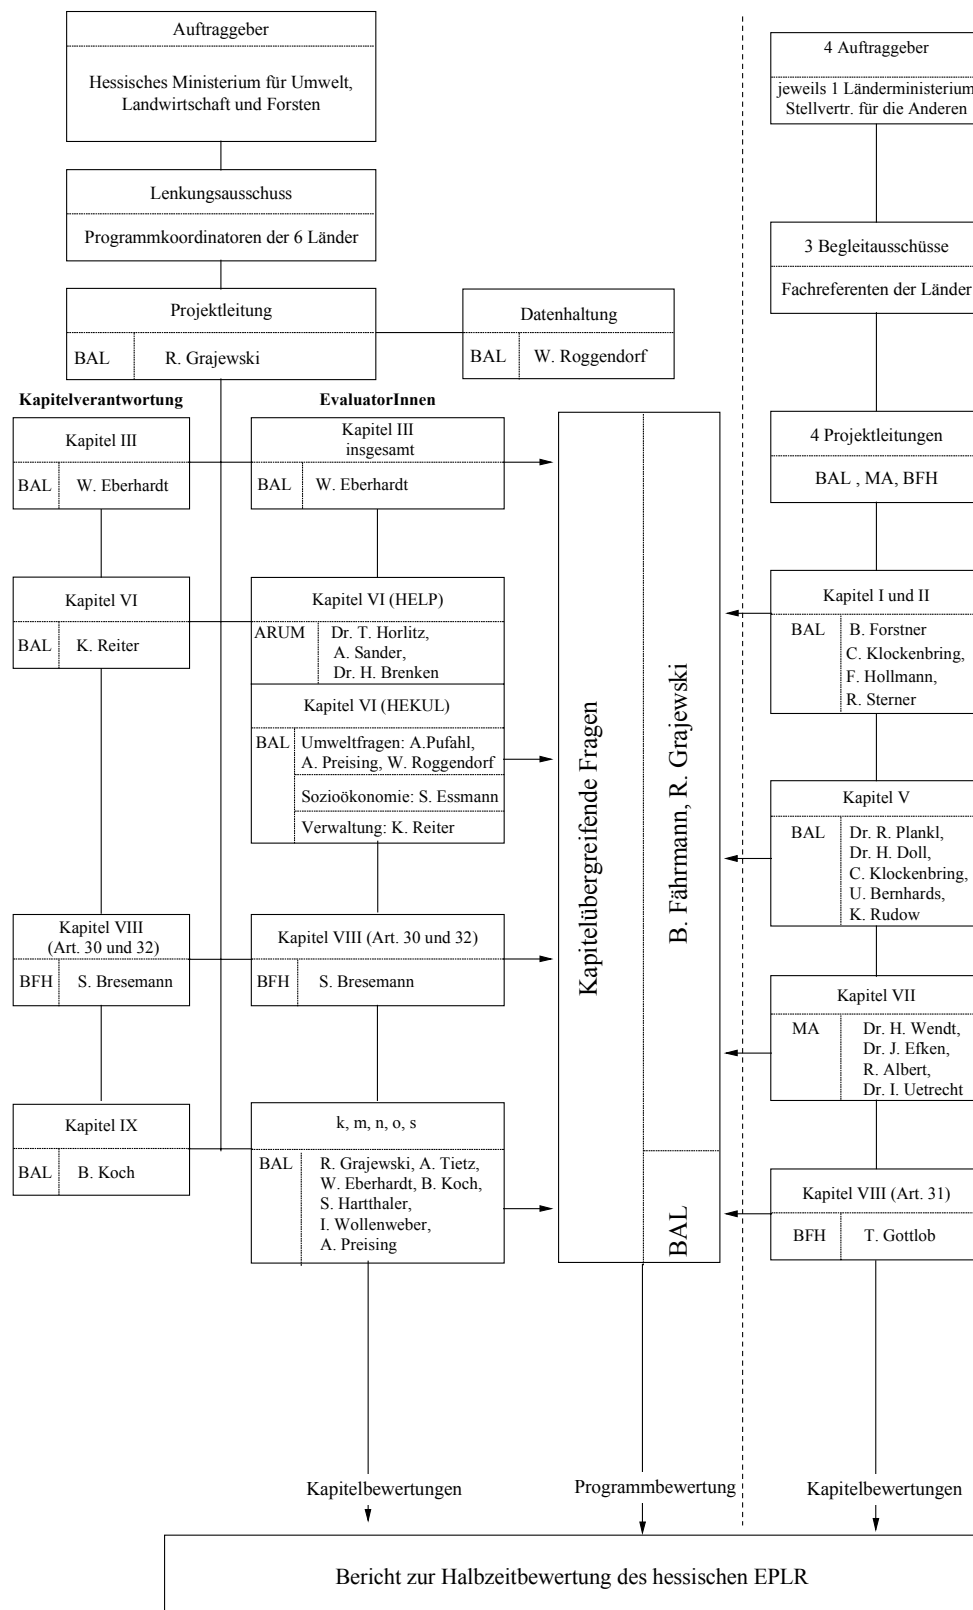 Auftraggeber
Hessisches Ministerium für Umwelt,
Landwirtschaft und Forsten
Lenkungsausschuss
Programmkoordinatoren der 6 Länder
Projektleitung
BAL R. Grajewski
Datenhaltung
BAL W. Roggendorf
Kapitelverantwortung
Kapitel III
BAL W. Eberhardt
Kapitel VI
BAL K. Reiter
Kapitel VIII
(Art. 30 und 32)
BFH S. Bresemann
Kapitel IX
BAL B. Koch
EvaluatorInnen
Kapitel III
insgesamt
BAL W. Eberhardt
Kapitel VI (HELP)
ARUM Dr. T. Horlitz,
A. Sander,
Dr. H. Brenken
Kapitel VI (HEKUL)
BAL Umweltfragen: A.Pufahl,
A. Preising, W. Roggendorf
Sozioökonomie: S. Essmann
Verwaltung: K. Reiter
Kapitel VIII (Art. 30 und 32)
BFH S. Bresemann
k, m, n, o, s
BAL R. Grajewski, A. Tietz,
W. Eberhardt, B. Koch,
S. Hartthaler,
I. Wollenweber,
A. Preising
Kapitelübergreifende Fragen
B. Fährmann, R. Grajewski
BAL
4 Auftraggeber
jeweils 1 Länderministerium
Stellvertr. für die Anderen
3 Begleitausschüsse
Fachreferenten der Länder
4 Projektleitungen
BAL , MA, BFH
Kapitel I und II
BAL B. Forstner
C. Klockenbring,
F. Hollmann,
R. Sterner
Kapitel V
BAL Dr. R. Plankl,
Dr. H. Doll,
C. Klockenbring,
U. Bernhards,
K. Rudow
Kapitel VII
MA Dr. H. Wendt,
Dr. J. Efken,
R. Albert,
Dr. I. Uetrecht
Kapitel VIII (Art. 31)
BFH T. Gottlob
Kapitelbewertungen
Programmbewertung
Kapitelbewertungen
Bericht zur Halbzeitbewertung des hessischen EPLR